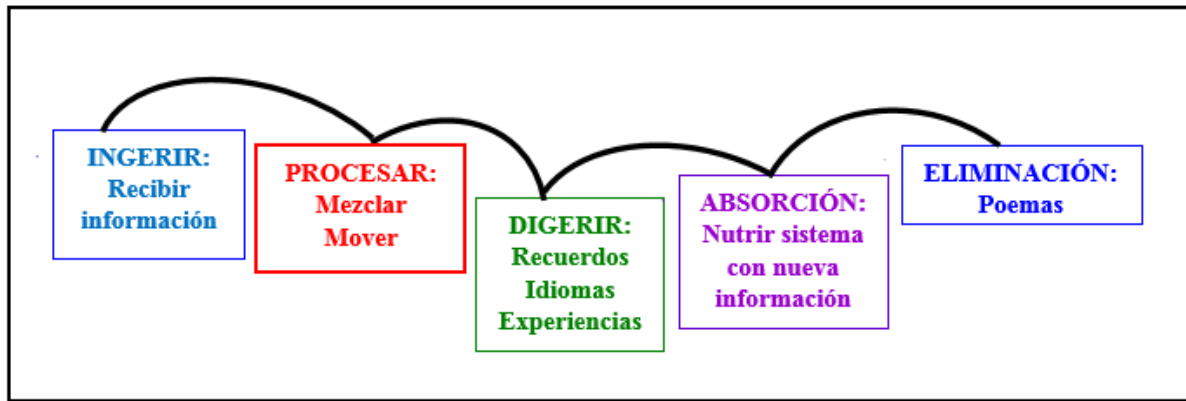 INGERIR:
Recibir
información
PROCESAR:
Mezclar
Mover
DIGERIR:
Recuerdos
Idiomas
Experiencias
ABSORCIÓN:
Nutrir sistema
con nueva
información
ELIMINACIÓN:
Poemas